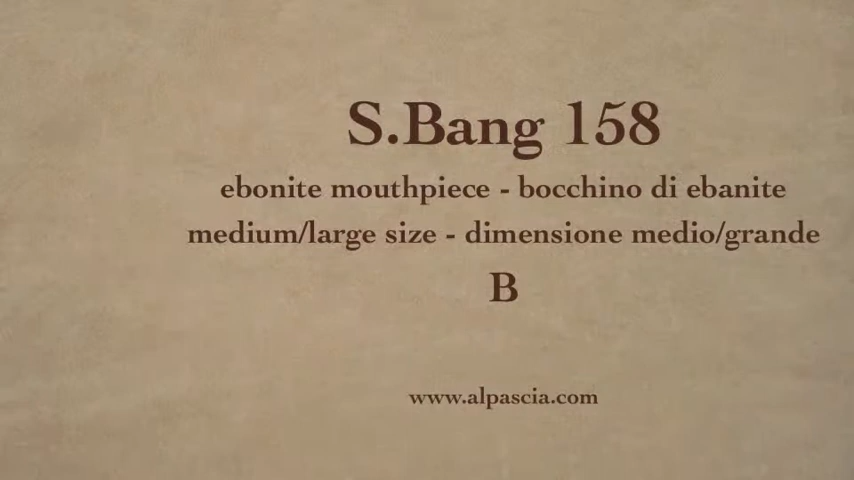 S.Bang 158
ebonite mouthpiece - bocchino di ebanite
medium/large size - dimensione medio/grande
B
www.alpascia.com